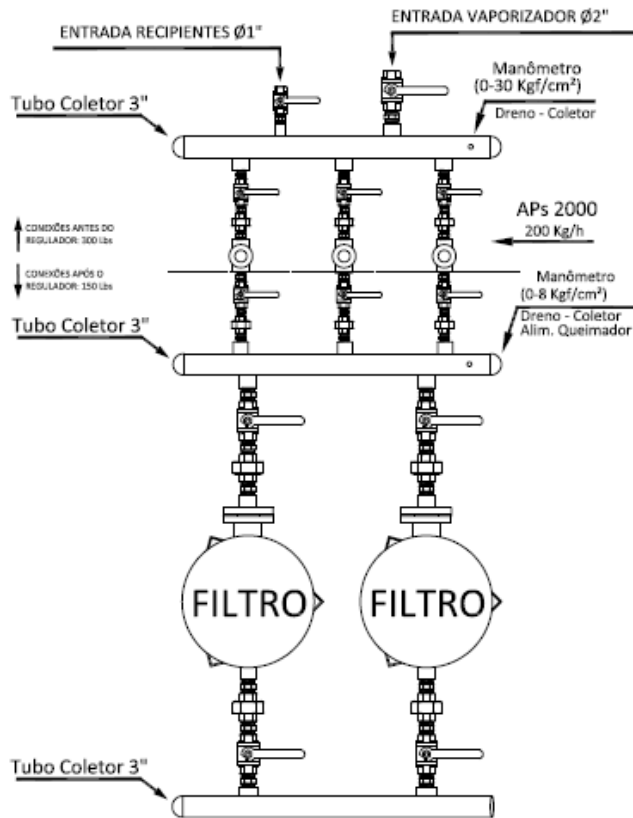 ENTRADA VAPORIZADOR Ø2"
ENTRADA RECIPIENTES Ø1"
Manômetro
(0-30 Kgf/cm²)
Tubo Coletor 3"
Dreno - Coletor
APs 2000
200 Kg/h
CONEXÕES ANTES DO
REGULADOR: 300 Lbs
CONEXÕES APÓS O
REGULADOR: 150 Lbs
Manômetro
(0-8 Kgf/cm²)
Tubo Coletor 3"
Dreno - Coletor
Alim. Queimador
FILTRO
FILTRO
Tubo Coletor 3"